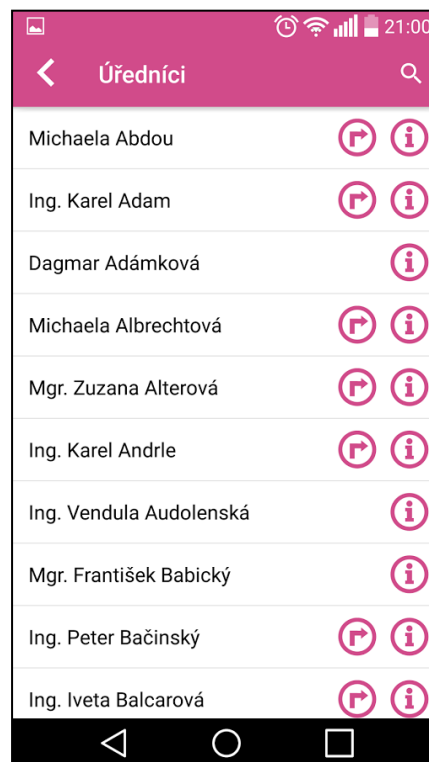 21:00
Úředníci
Michaela Abdou
Ing. Karel Adam
Dagmar Adámková
Michaela Albrechtová
Mgr. Zuzana Alterová
Ing. Karel Andrle
Ing. Vendula Audolenská
Mgr. František Babický
Ing. Peter Bačinský
Ing. Iveta Balcarová